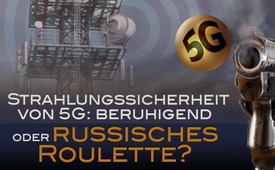 5G
STRAHLUNGSSICHERHEIT
VON 5G: BERUHIGEND
ODER RUSSISCHES
ROULETTE?